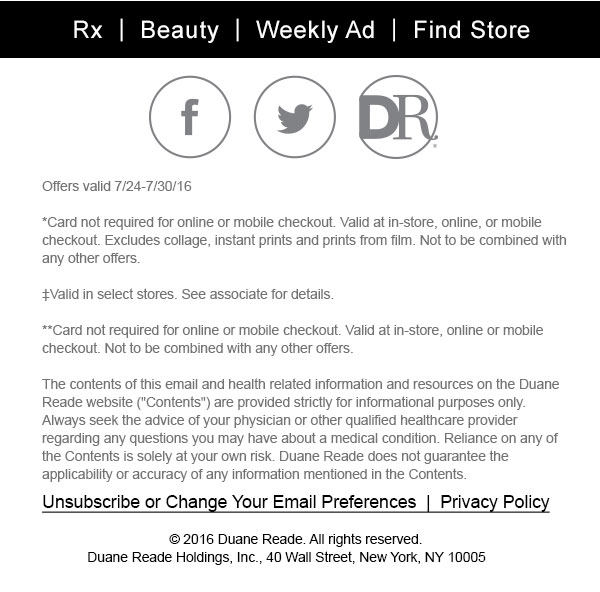 Rx | Beauty | Weekly Ad | Find Store
f DR
Offers valid 7/24-7/30/16
*Card not required for online or mobile checkout. Valid at in-store, online, or mobile
checkout. Excludes collage, instant prints and prints from film. Not to be combined with
any other offers.
‡Valid in select stores. See associate for details.
**Card not required for online or mobile checkout. Valid at in-store, online or mobile
checkout. Not to be combined with any other offers.
The contents of this email and health related information and resources on the Duane
Reade website ("Contents") are provided strictly for informational purposes only.
Always seek the advice of your physician or other qualified healthcare provider
regarding any questions you may have about a medical condition. Reliance on any of
the Contents is solely at your own risk. Duane Reade does not guarantee the
applicability or accuracy of any information mentioned in the Contents.
Unsubscribe or Change Your Email Preferences | Privacy Policy
© 2016 Duane Reade. All rights reserved.
Duane Reade Holdings, Inc., 40 Wall Street, New York, NY 10005